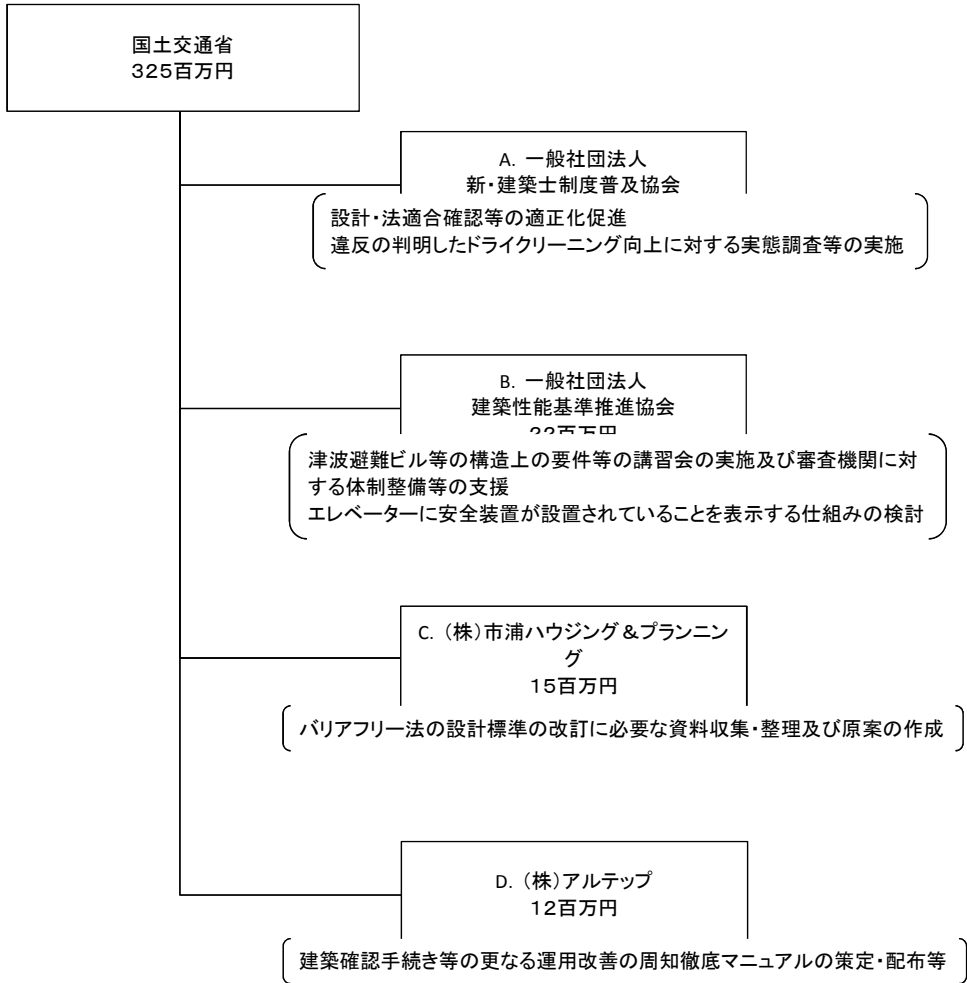 国土交通省
325百万円
A. 一般社団法人
新・建築士制度普及協会
設計・法適合確認等の適正化促進
違反の判明したドライクリーニング向上に対する実態調査等の実施
B. 一般社団法人
建築性能基準推進協会
百万円
津波避難ビル等の構造上の要件等の講習会の実施及び審査機関に対
する体制整備等の支援
エレベーターに安全装置が設置されていることを表示する仕組みの検討
C. (株)市浦ハウジング&プランニン
グ
15百万円
バリアフリー法の設計標準の改訂に必要な資料収集・整理及び原案の作成
D. (株)アルテップ
12百万円
建築確認手続き等の更なる運用改善の周知徹底マニュアルの策定・配布等